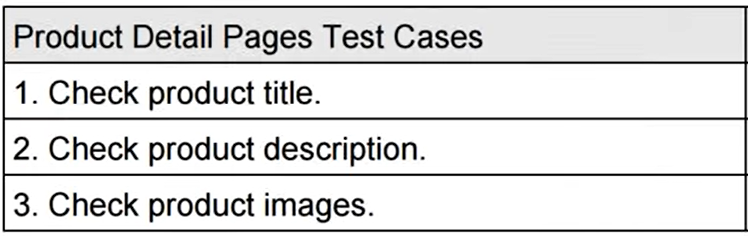 Product Detail Pages Test Cases
1. Check product title.
2. Check product description.
3. Check product images.